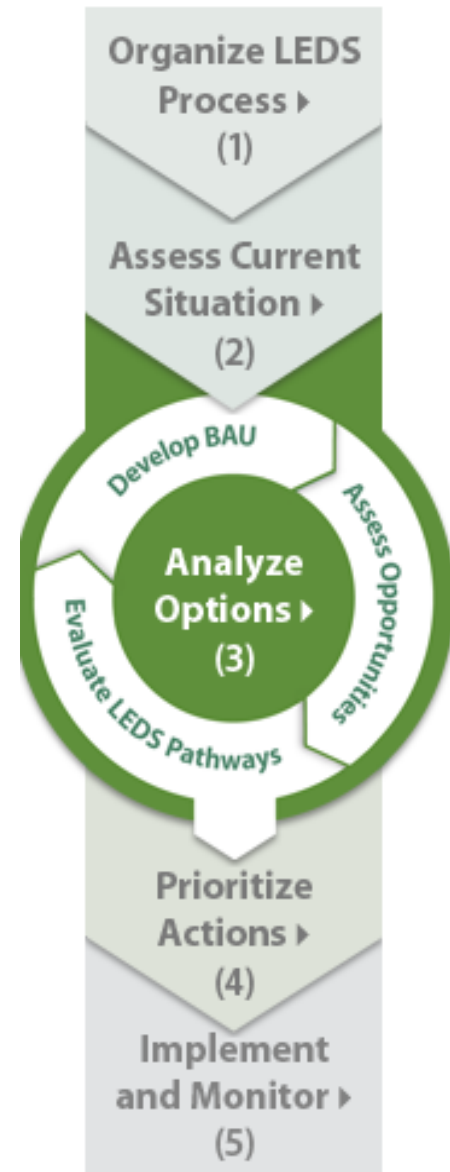 Organize LEDS
Process ▸
(1)
Assess Current
Situation ▸
(2)
Develop BAU
Assess Opportunities
Evaluate LEDS Pathways
Analyze
Options ▸
(3)
Prioritize
Actions ▸
(4)
Implement
and Monitor ▸
(5)